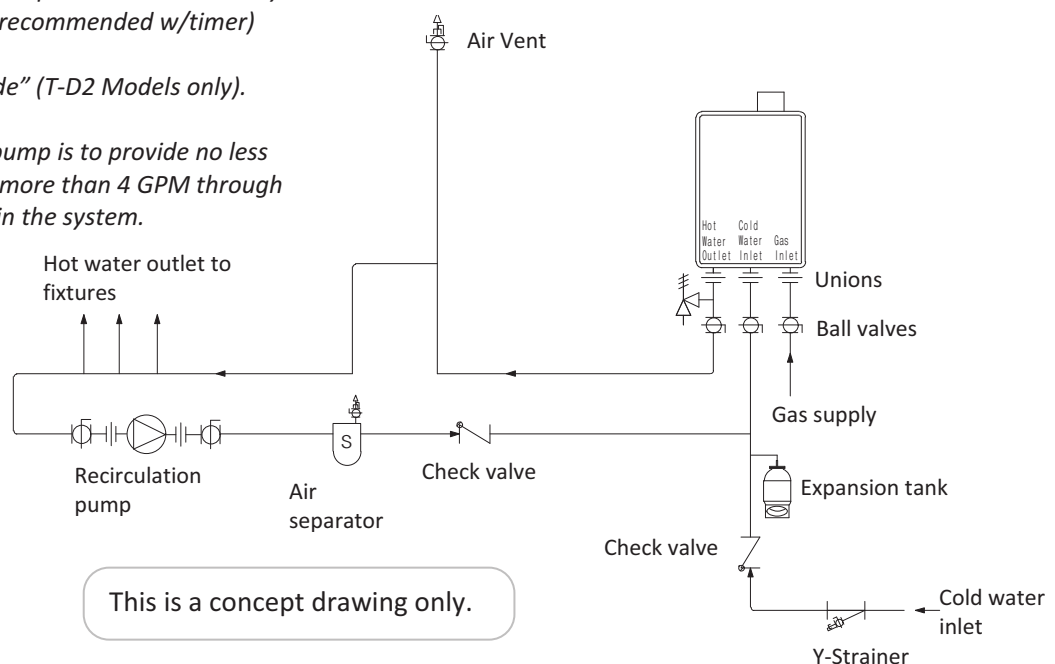 recommended w/timer)
de” (T-D2 Models only).
pump is to provide no less
more than 4 GPM through
in the system.
Air Vent
Hot
Water
Outlet
Cold
Water
Inlet
Gas
Inlet
Unions
Ball valves
Gas supply
Hot water outlet to
fixtures
Recirculation
pump
S
Air
separator
Check valve
Expansion tank
Check valve
This is a concept drawing only.
Cold water
inlet
Y-Strainer